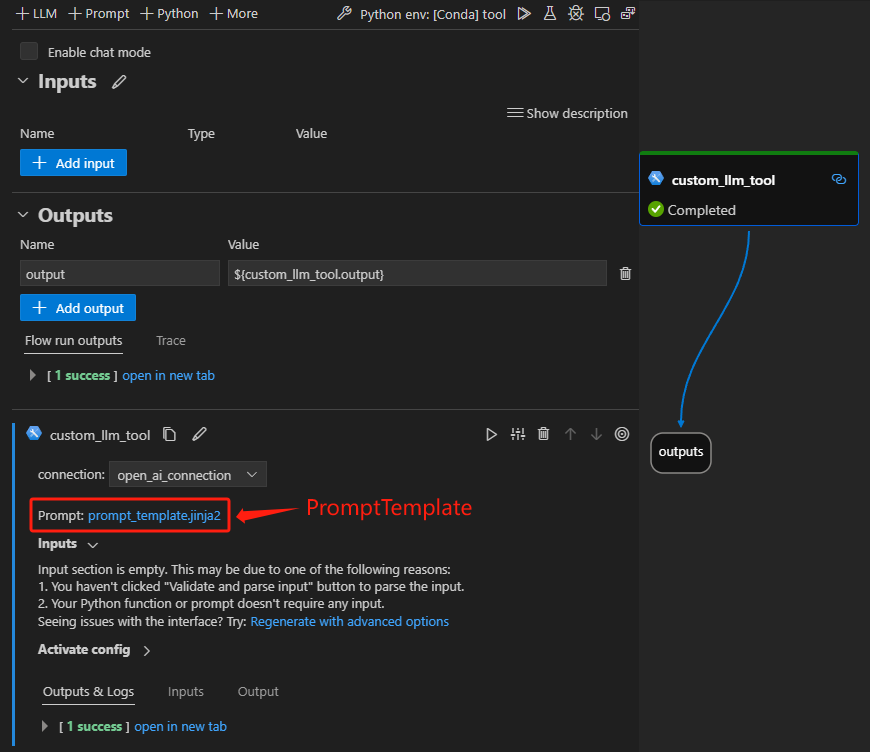 LLM Prompt Python More Python env: [Conda] tool
Enable chat mode
Inputs
Show description
Name Type Value
Add input
Outputs
Name Value
output ${custom_llm_tool.output}
Add output
Flow run outputs Trace
[ 1 success ] open in new tab
custom_llm_tool
connection: open_ai_connection
Prompt: prompt_template.jinja2
PromptTemplate
Inputs
Input section is empty. This may be due to one of the following reasons:
1. You haven't clicked "Validate and parse input" button to parse the input.
2. Your Python function or prompt doesn't require any input.
Seeing issues with the interface? Try: Regenerate with advanced options
Activate config
Outputs & Logs Inputs Output
[ 1 success ] open in new tab
custom_llm_tool
Completed
outputs